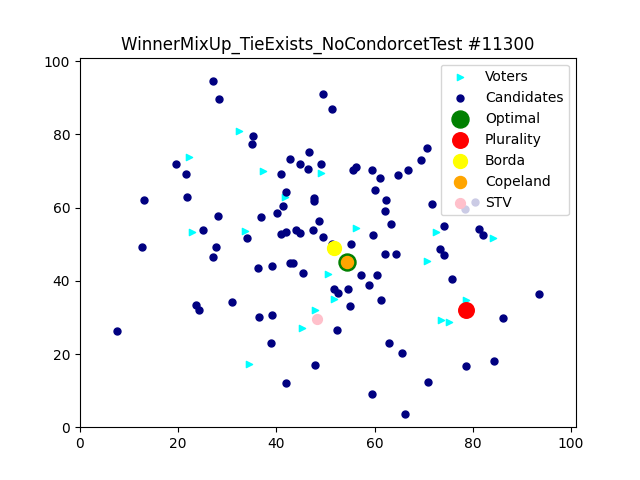 WinnerMixUp_TieExists_NoCondorcetTest #11300
100
80
60
40
20
0
0 20 40 60 80 100
Voters
Candidates
Optimal
Plurality
Borda
Copeland
STV